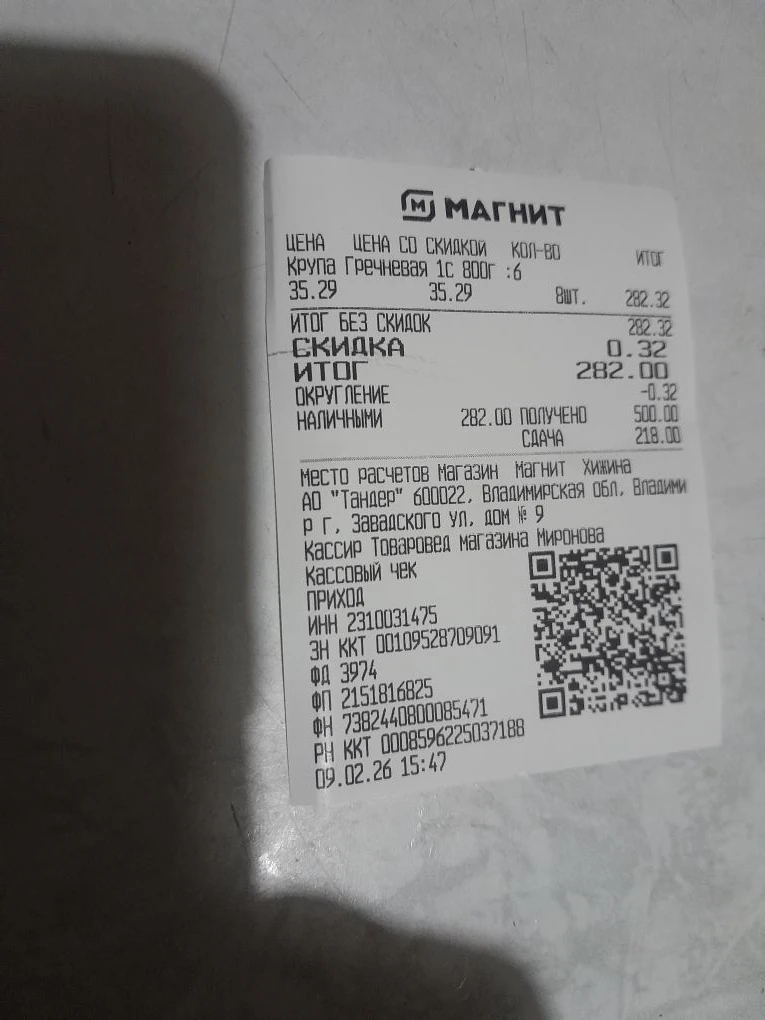 М МАГНИТ
ЦЕНА ЦЕНА СО СКИДКОЙ КОЛ-ВО ИТОГ
Крупа Гречневая 1с 800г :6
35.29 35.29 8шт. 282.32
ИТОГ БЕЗ СКИДОК 282.32
СКИДКА 0.32
ИТОГ 282.00
ОКРУГЛЕНИЕ -0.32
НАЛИЧНЫМИ 282.00 ПОЛУЧЕНО 500.00
СДАЧА 218.00
Место расчетов Магазин Магнит Хижина
АО "Тандер" 600022, Владимирская обл, Владими
р г, Завадского ул, дом № 9
Кассир Товаровед магазина Миронова
Кассовый чек
ПРИХОД
ИНН 2310031475
ЗН ККТ 00109528709091
ФД 3974
ФП 2151816825
ФН 7382440800085471
РН ККТ 0008596225037188
09.02.26 15:47